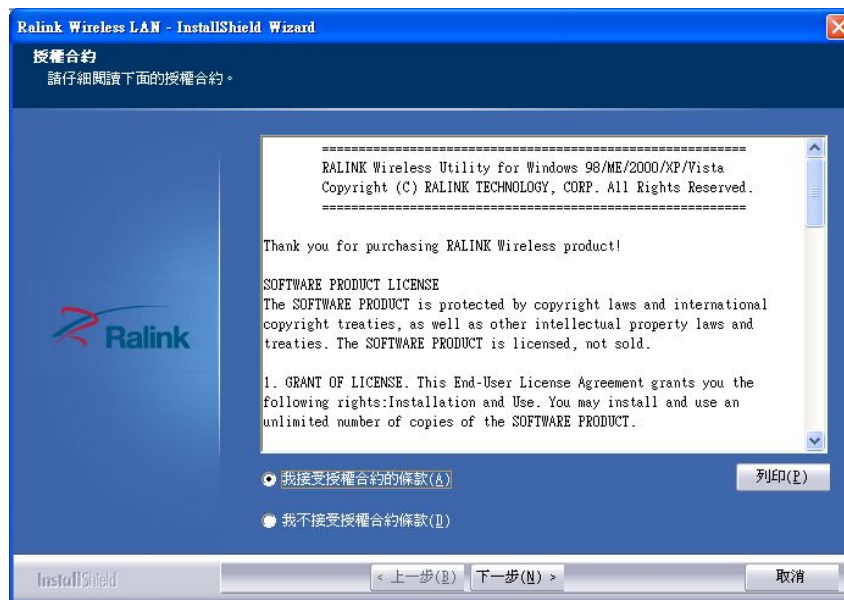 Ralink Wireless LAN - InstallShield Wizard
授權合約
請仔細閱讀下面的授權合約。
==========================================================
RALINK Wireless Utility for Windows 98/ME/2000/XP/Vista
Copyright (C) RALINK TECHNOLOGY, CORP. All Rights Reserved.
==========================================================
Thank you for purchasing RALINK Wireless product!
SOFTWARE PRODUCT LICENSE
The SOFTWARE PRODUCT is protected by copyright laws and international
copyright treaties, as well as other intellectual property laws and
treaties. The SOFTWARE PRODUCT is licensed, not sold.
1. GRANT OF LICENSE. This End-User License Agreement grants you the
following rights:Installation and Use. You may install and use an
unlimited number of copies of the SOFTWARE PRODUCT.
Ralink
我接受授權合約的條款(A)
列印(P)
我不接受授權合約條款(D)
InstallShield
< 上一步(B)
下一步(N) >
取消